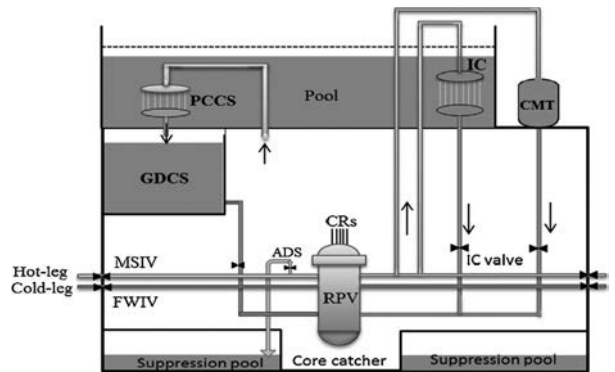 IC
PCCS
Pool
CMT
GDCS
CRs
ADS
Hot-leg
MSIV
IC valve
Cold-leg
FWIV
RPV
Suppression pool
Core catcher
Suppression pool